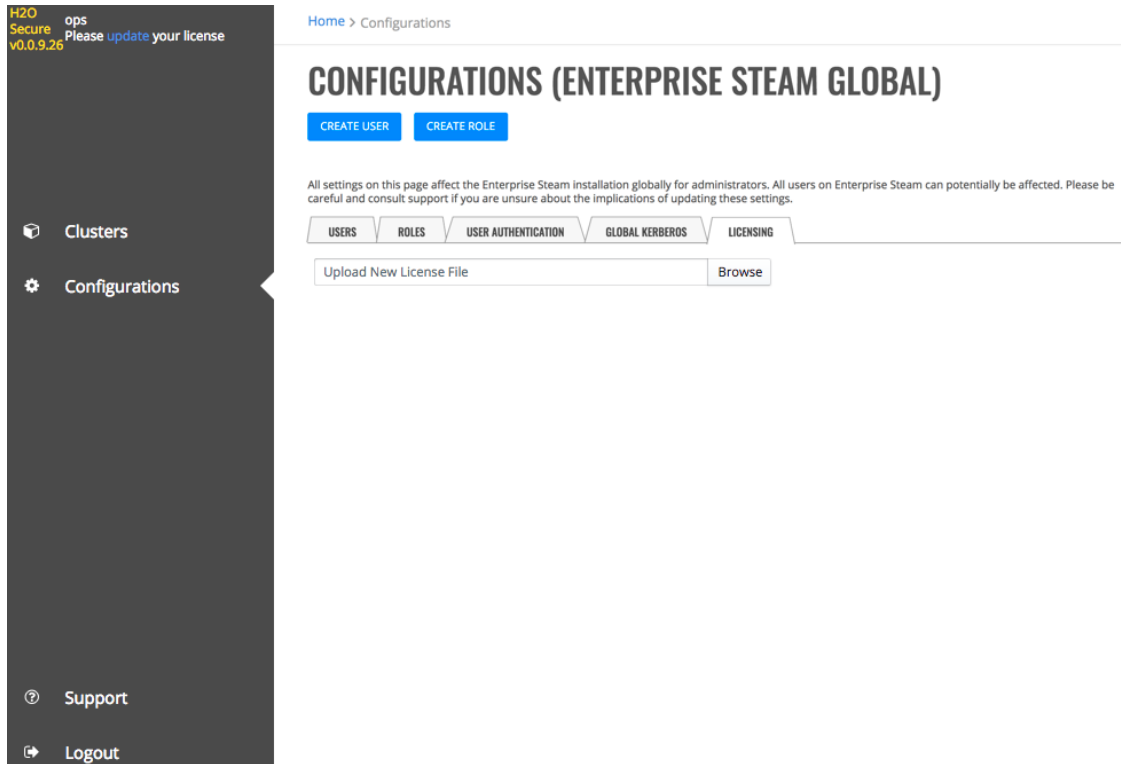 H2O
Secure
v0.0.9.26
ops
Please update your license
Clusters
Configurations
Support
Logout
Home > Configurations
CONFIGURATIONS (ENTERPRISE STEAM GLOBAL)
CREATE USER CREATE ROLE
All settings on this page affect the Enterprise Steam installation globally for administrators. All users on Enterprise Steam can potentially be affected. Please be
careful and consult support if you are unsure about the implications of updating these settings.
USERS ROLES USER AUTHENTICATION GLOBAL KERBEROS LICENSING
Upload New License File Browse